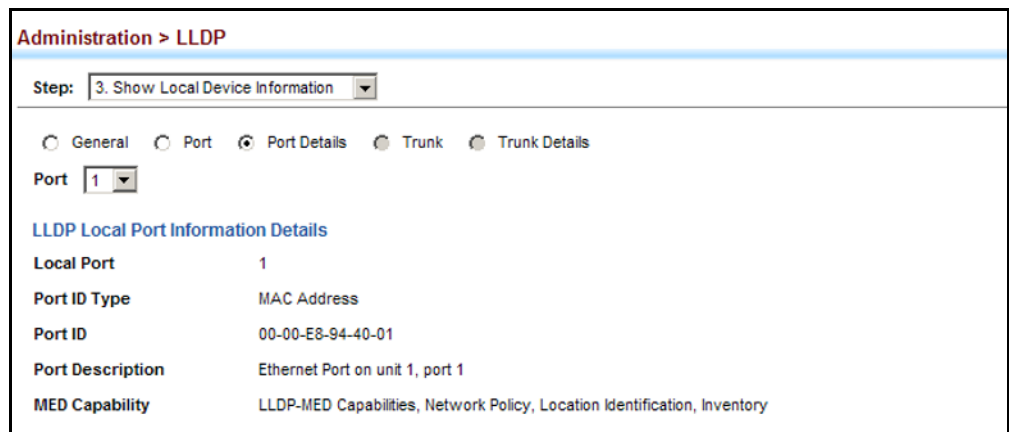 Administration > LLDP
Step: 3. Show Local Device Information
General Port Port Details Trunk Trunk Details
Port 1
LLDP Local Port Information Details
Local Port 1
Port ID Type MAC Address
Port ID 00-00-E8-94-40-01
Port Description Ethernet Port on unit 1, port 1
MED Capability LLDP-MED Capabilities, Network Policy, Location Identification, Inventory